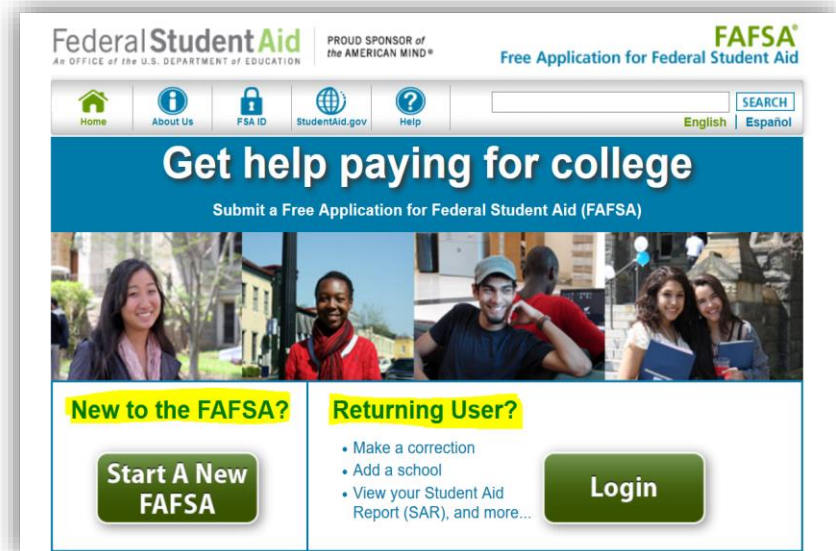 Federal Student Aid
An OFFICE of the U.S. DEPARTMENT of EDUCATION
PROUD SPONSOR of
the AMERICAN MIND®
FAFSA®
Free Application for Federal Student Aid
Home
About Us
FSA ID
StudentAid.gov
Help
SEARCH
English | Español
Get help paying for college
Submit a Free Application for Federal Student Aid (FAFSA)
New to the FAFSA?
Start A New
FAFSA
Returning User?
• Make a correction
• Add a school
• View your Student Aid
Report (SAR), and more...
Login